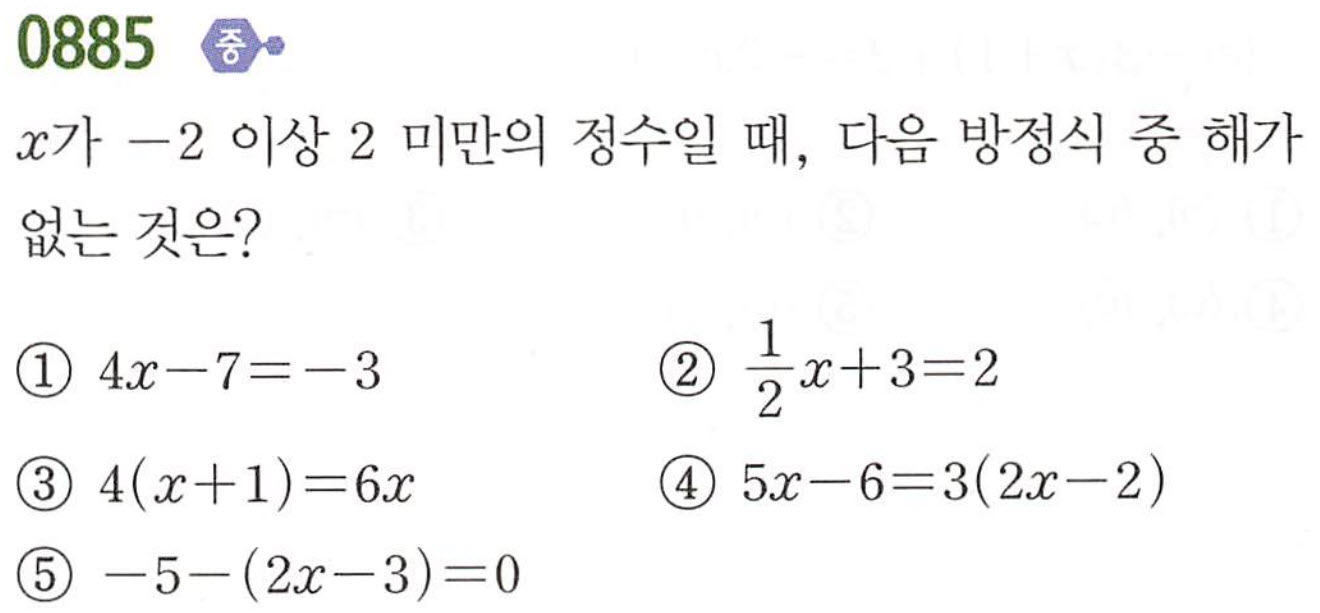 0885 중
x가 -2 이상 2 미만의 정수일 때, 다음 방정식 중 해가
없는 것은?
① 4x-7=-3 ② 1/2x+3=2
③ 4(x+1)=6x ④ 5x-6=3(2x-2)
⑤ -5-(2x-3)=0